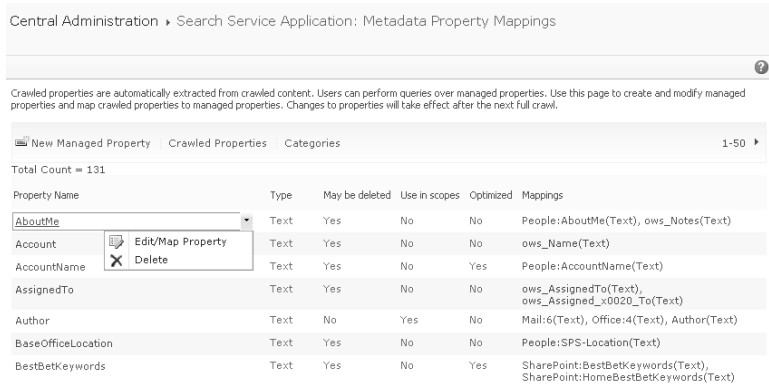 Central Administration ▸ Search Service Application: Metadata Property Mappings
Crawled properties are automatically extracted from crawled content. Users can perform queries over managed properties. Use this page to create and modify managed
properties and map crawled properties to managed properties. Changes to properties will take effect after the next full crawl.
New Managed Property | Crawled Properties | Categories 1-50
Total Count = 131
Property Name Type May be deleted Use in scopes Optimized Mappings
AboutMe Text Yes No No People:AboutMe(Text), ows_Notes(Text)
Edit/Map Property
Delete
Account Text Yes No No ows_Name(Text)
AccountName Text Yes No Yes People:AccountName(Text)
AssignedTo Text Yes No No ows_AssignedTo(Text),
ows_Assigned_x0020_To(Text)
Author Text No Yes No Mail:6(Text), Office:4(Text), Author(Text)
BaseOfficeLocation Text Yes No No People:SPS-Location(Text)
BestBetKeywords Text Yes No Yes SharePoint:BestBetKeywords(Text),
SharePoint:HomeBestBetKeywords(Text)